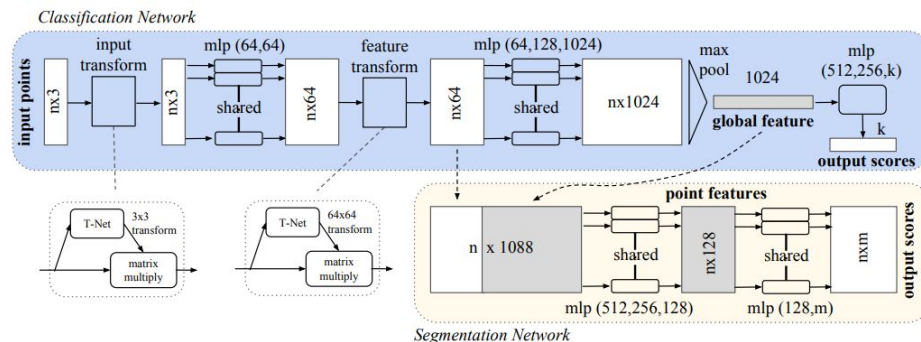 Classification Network
input points
nx3
input
transform
nx3
mlp (64,64)
shared
nx64
feature
transform
nx64
mlp (64,128,1024)
shared
nx1024
max
pool
1024
global feature
mlp
(512,256,k)
k
output scores
T-Net
3x3
transform
matrix
multiply
T-Net
64x64
transform
matrix
multiply
point features
n x 1088
shared
mlp (512,256,128)
nx128
shared
mlp (128,m)
nxm
output scores
Segmentation Network